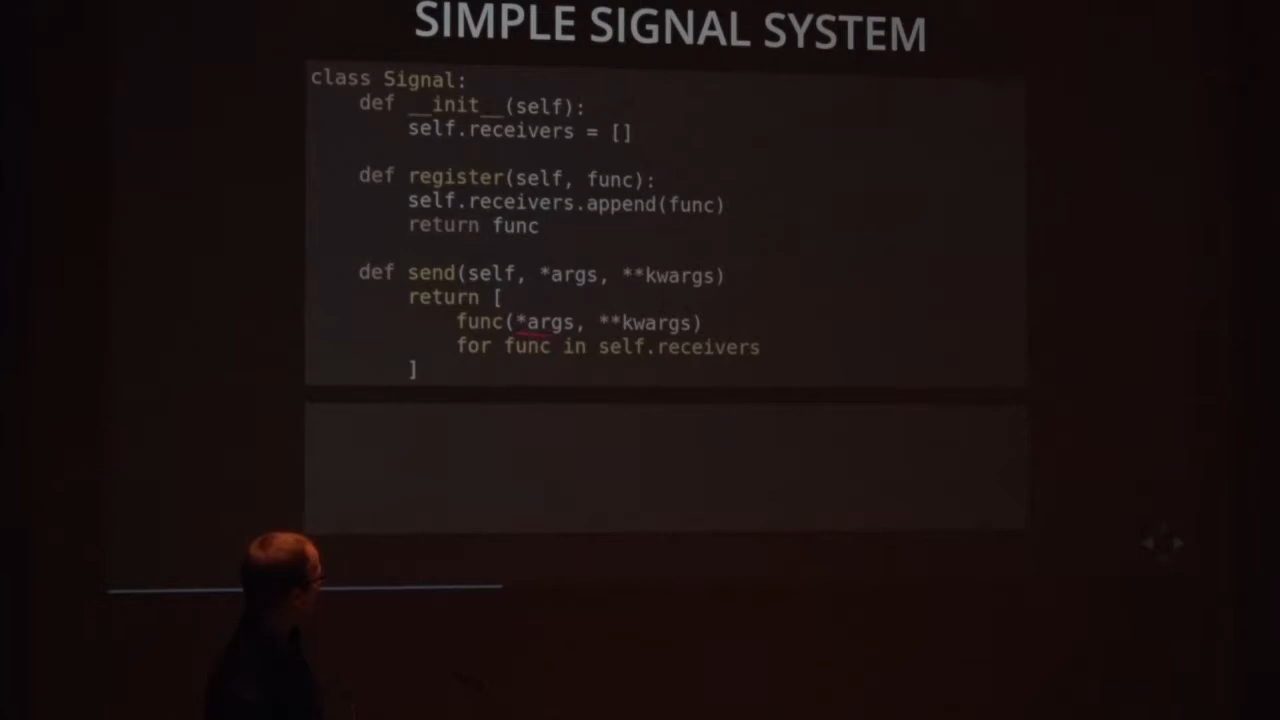 SIMPLE SIGNAL SYSTEM
class Signal:
    def __init__(self):
        self.receivers = []

    def register(self, func):
        self.receivers.append(func)
        return func

    def send(self, *args, **kwargs)
        return [
            func(*args, **kwargs)
            for func in self.receivers
        ]